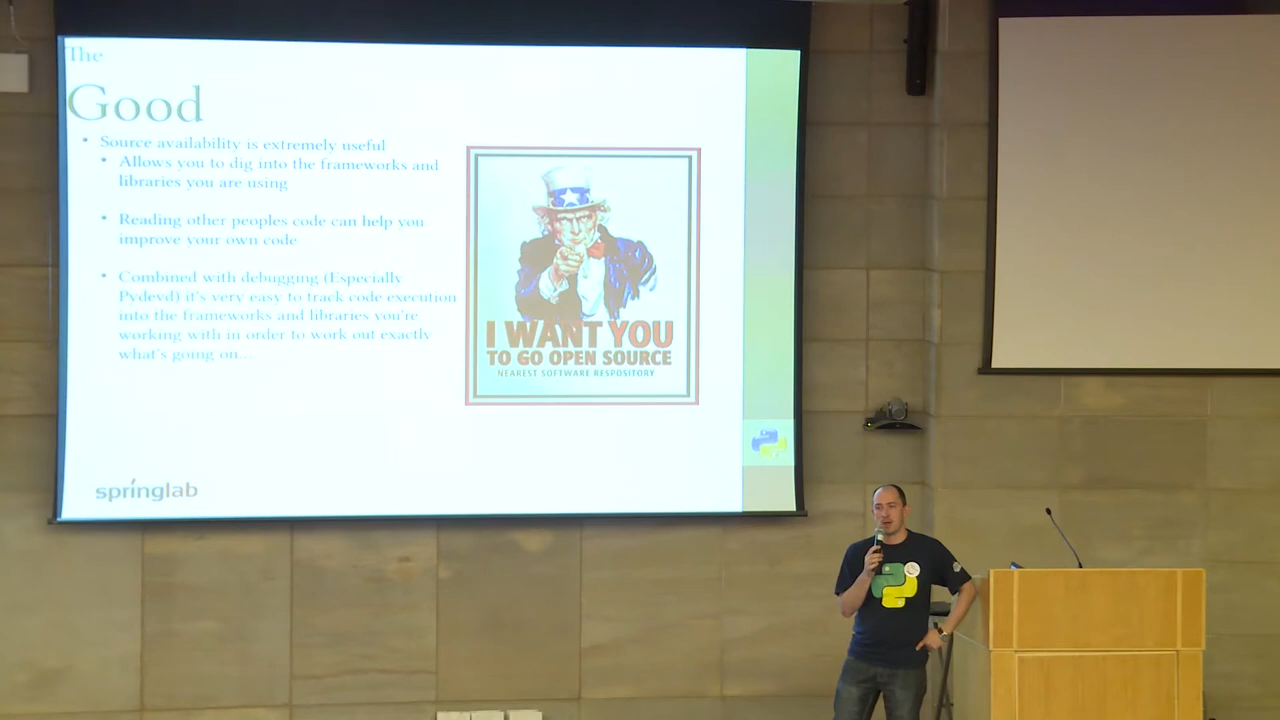 The
Good
• Source availability is extremely useful
• Allows you to dig into the frameworks and
libraries you are using
• Reading other peoples code can help you
improve your own code
• Combined with debugging (Especially
Pydevd) it's very easy to track code execution
into the frameworks and libraries you're
working with in order to work out exactly
what's going on....
I WANT YOU
TO GO OPEN SOURCE
NEAREST SOFTWARE RESPOSITORY
springlab